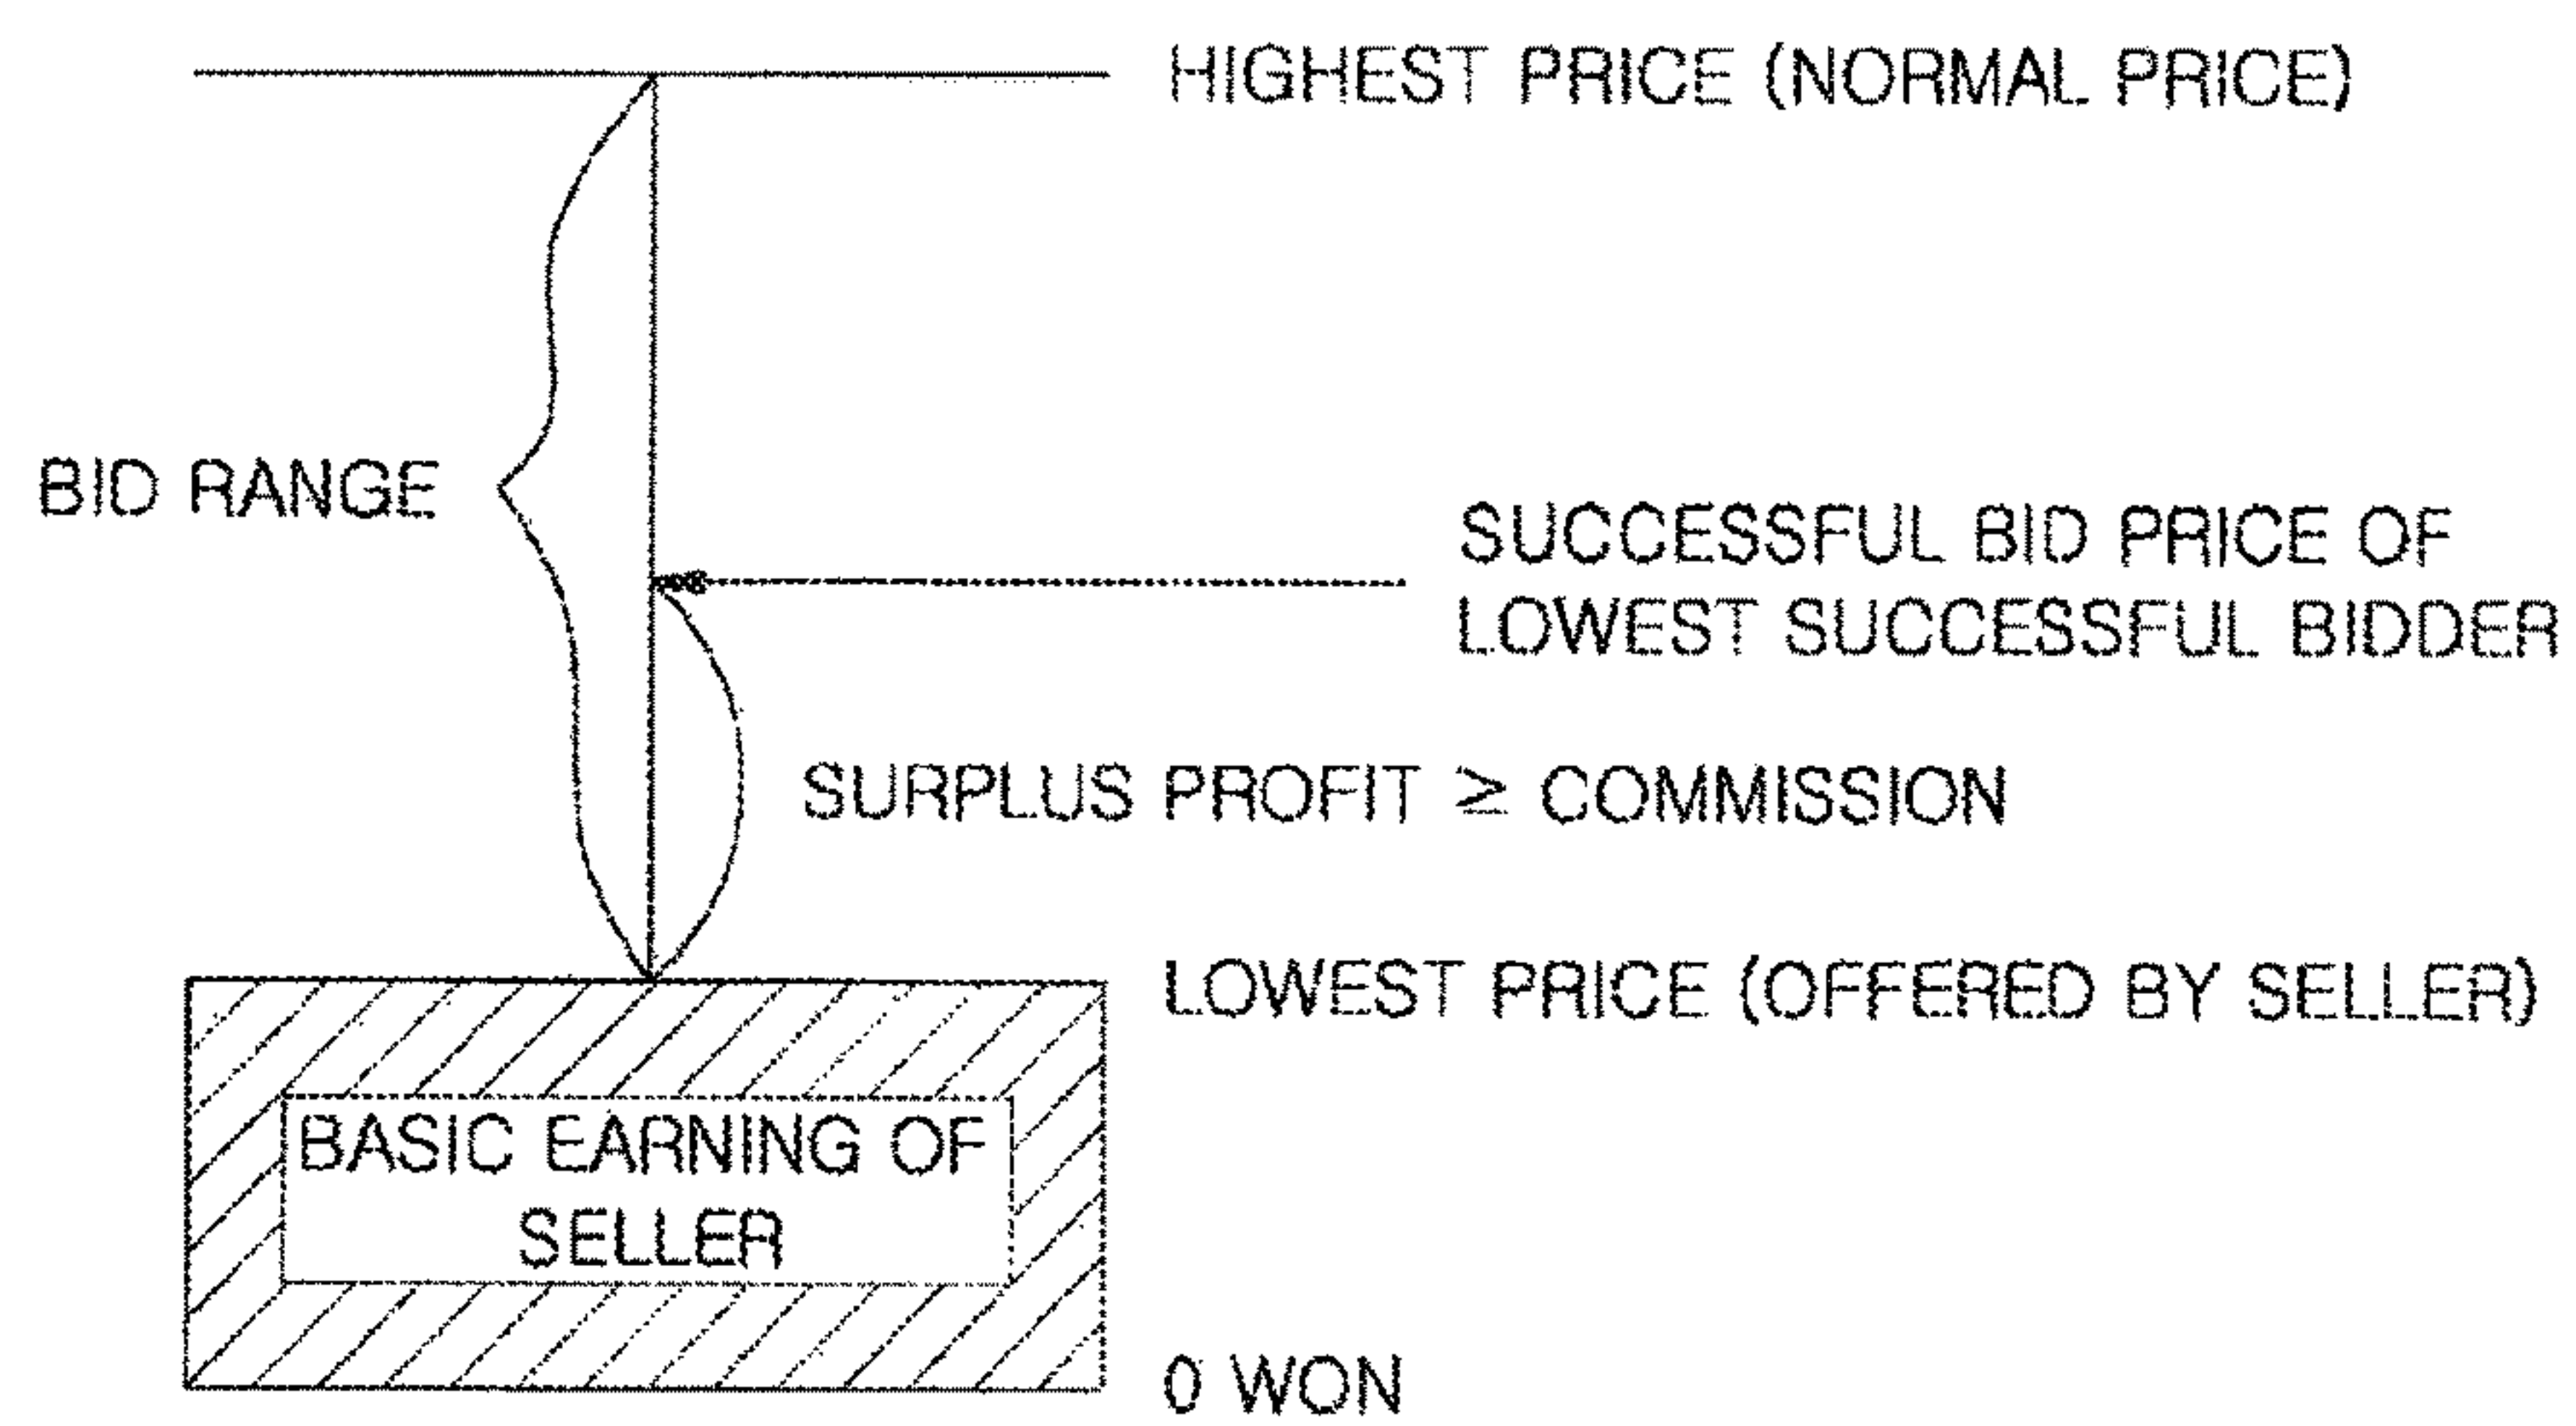 HIGHEST PRICE (NORMAL PRICE)
BID RANGE
SUCCESSFUL BID PRICE OF
LOWEST SUCCESSFUL BIDDER
SURPLUS PROFIT ≥ COMMISSION
LOWEST PRICE (OFFERED BY SELLER)
BASIC EARNING OF
SELLER
0 WON